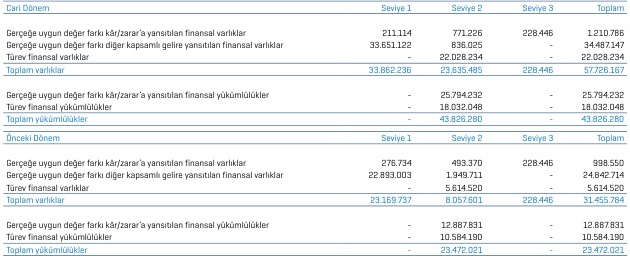 Cari Dönem Seviye 1 Seviye 2 Seviye 3 Toplam
Gerçeğe uygun değer farkı kâr/zarar'a yansıtılan finansal varlıklar 211.114 771.226 228.446 1.210.786
Gerçeğe uygun değer farkı diğer kapsamlı gelire yansıtılan finansal varlıklar 33.651.122 836.025 - 34.487.147
Türev finansal varlıklar - 22.028.234 - 22.028.234
Toplam varlıklar 33.862.236 23.635.485 228.446 57.726.167
Gerçeğe uygun değer farkı kâr/zarar'a yansıtılan finansal yükümlülükler - 25.794.232 - 25.794.232
Türev finansal yükümlülükler - 18.032.048 - 18.032.048
Toplam yükümlülükler - 43.826.280 - 43.826.280
Önceki Dönem Seviye 1 Seviye 2 Seviye 3 Toplam
Gerçeğe uygun değer farkı kâr/zarar'a yansıtılan finansal varlıklar 276.734 493.370 228.446 998.550
Gerçeğe uygun değer farkı diğer kapsamlı gelire yansıtılan finansal varlıklar 22.893.003 1.949.711 - 24.842.714
Türev finansal varlıklar - 5.614.520 - 5.614.520
Toplam varlıklar 23.169.737 8.057.601 228.446 31.455.784
Gerçeğe uygun değer farkı kâr/zarar'a yansıtılan finansal yükümlülükler - 12.887.831 - 12.887.831
Türev finansal yükümlülükler - 10.584.190 - 10.584.190
Toplam yükümlülükler - 23.472.021 - 23.472.021